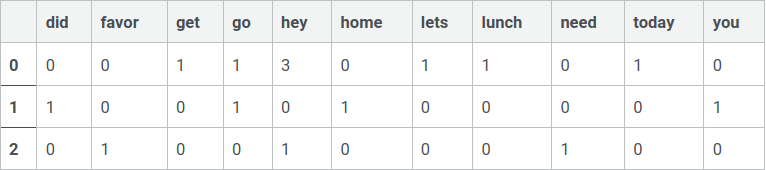 did favor get go hey home lets lunch need today you
0 0 0 1 1 3 0 1 1 0 1 0
1 1 0 0 1 0 1 0 0 0 0 1
2 0 1 0 0 1 0 0 0 1 0 0